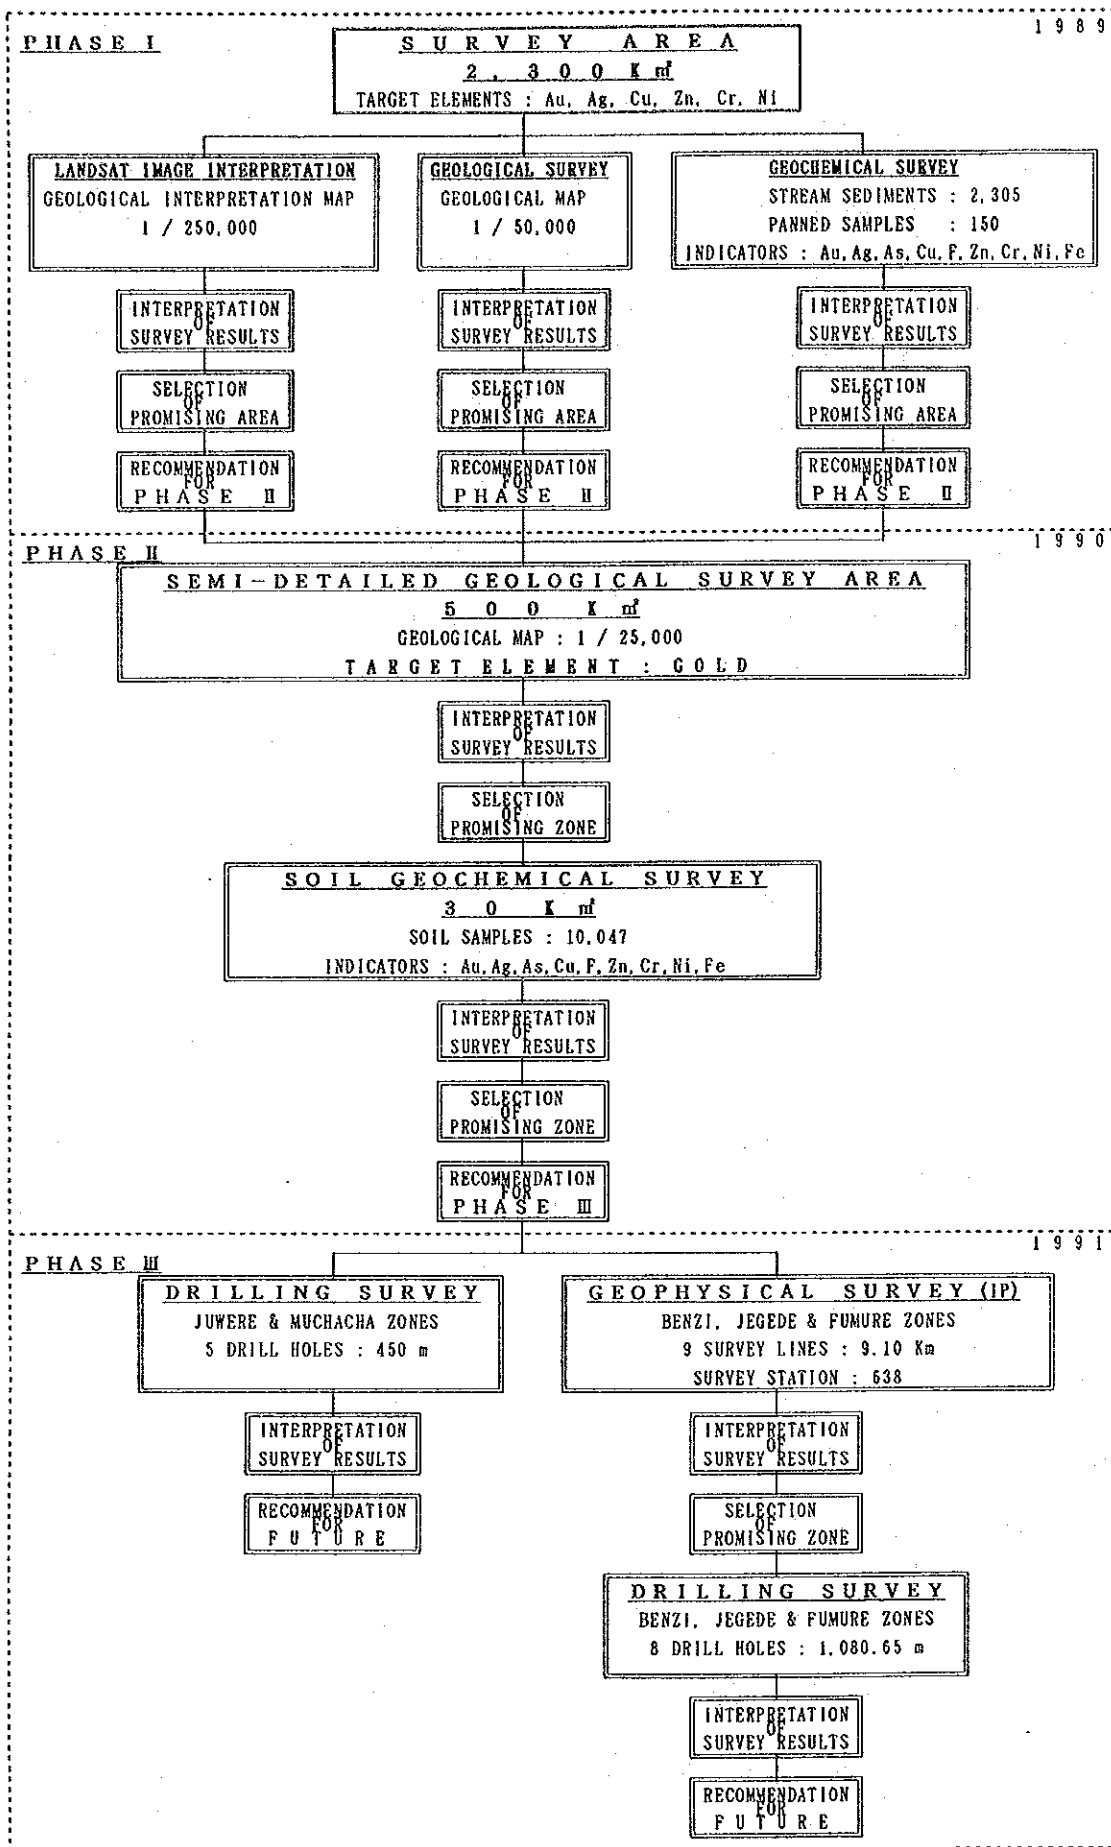 PHASE I
1989
SURVEY AREA
2,300 K㎡
TARGET ELEMENTS : Au, Ag, Cu, Zn, Cr, Ni
LANDSAT IMAGE INTERPRETATION
GEOLOGICAL INTERPRETATION MAP
1 / 250,000
GEOLOGICAL SURVEY
GEOLOGICAL MAP
1 / 50,000
GEOCHEMICAL SURVEY
STREAM SEDIMENTS : 2,305
PANNED SAMPLES : 150
INDICATORS : Au, Ag, As, Cu, F, Zn, Cr, Ni, Fe
INTERPRETATION
OF
SURVEY RESULTS
INTERPRETATION
OF
SURVEY RESULTS
INTERPRETATION
OF
SURVEY RESULTS
SELECTION
OF
PROMISING AREA
SELECTION
OF
PROMISING AREA
SELECTION
OF
PROMISING AREA
RECOMMENDATION
FOR
PHASE II
RECOMMENDATION
FOR
PHASE II
RECOMMENDATION
FOR
PHASE II
PHASE II
1990
SEMI-DETAILED GEOLOGICAL SURVEY AREA
500 K㎡
GEOLOGICAL MAP : 1 / 25,000
TARGET ELEMENT : GOLD
INTERPRETATION
OF
SURVEY RESULTS
SELECTION
OF
PROMISING ZONE
SOIL GEOCHEMICAL SURVEY
30 K㎡
SOIL SAMPLES : 10,047
INDICATORS : Au, Ag, As, Cu, F, Zn, Cr, Ni, Fe
INTERPRETATION
OF
SURVEY RESULTS
SELECTION
OF
PROMISING ZONE
RECOMMENDATION
FOR
PHASE III
PHASE III
1991
DRILLING SURVEY
JUWERE & MUCHACHA ZONES
5 DRILL HOLES : 450 m
GEOPHYSICAL SURVEY (IP)
BENZI, JEGEDE & FUMURE ZONES
9 SURVEY LINES : 9.10 Km
SURVEY STATION : 638
INTERPRETATION
OF
SURVEY RESULTS
INTERPRETATION
OF
SURVEY RESULTS
RECOMMENDATION
FOR
FUTURE
SELECTION
OF
PROMISING ZONE
DRILLING SURVEY
BENZI, JEGEDE & FUMURE ZONES
8 DRILL HOLES : 1,080.65 m
INTERPRETATION
OF
SURVEY RESULTS
RECOMMENDATION
FOR
FUTURE